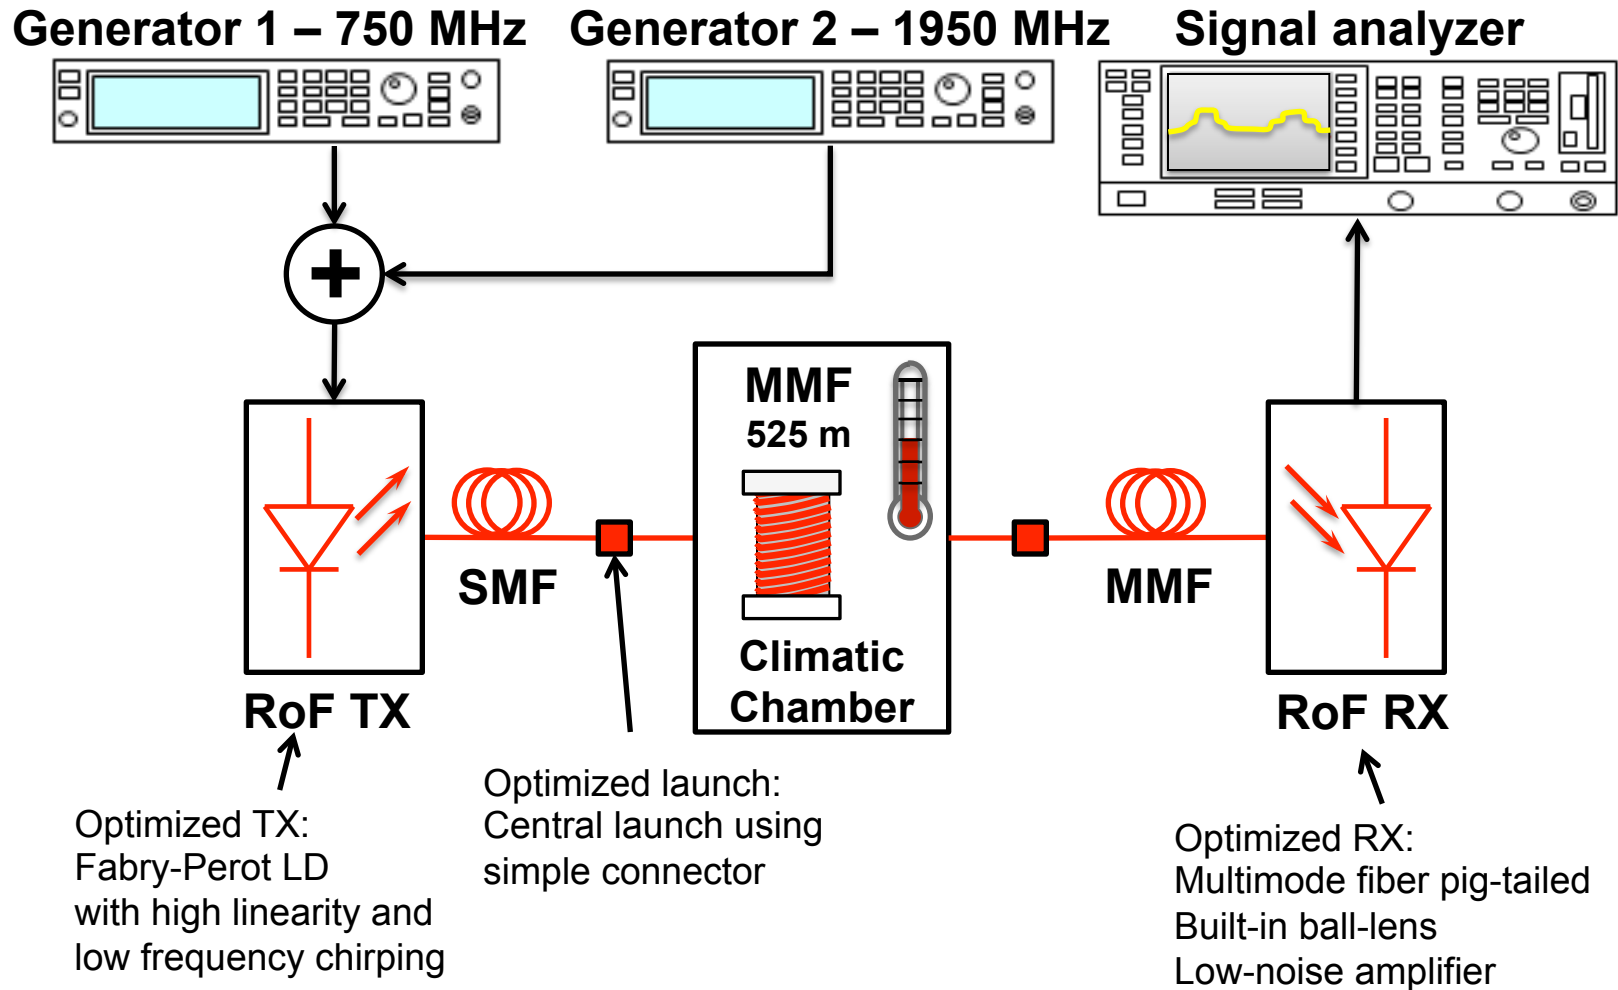 Generator 1 – 750 MHz
Generator 2 – 1950 MHz
Signal analyzer
MMF
525 m
SMF
MMF
Climatic
Chamber
RoF TX
RoF RX
Optimized TX:
Fabry-Perot LD
with high linearity and
low frequency chirping
Optimized launch:
Central launch using
simple connector
Optimized RX:
Multimode fiber pig-tailed
Built-in ball-lens
Low-noise amplifier